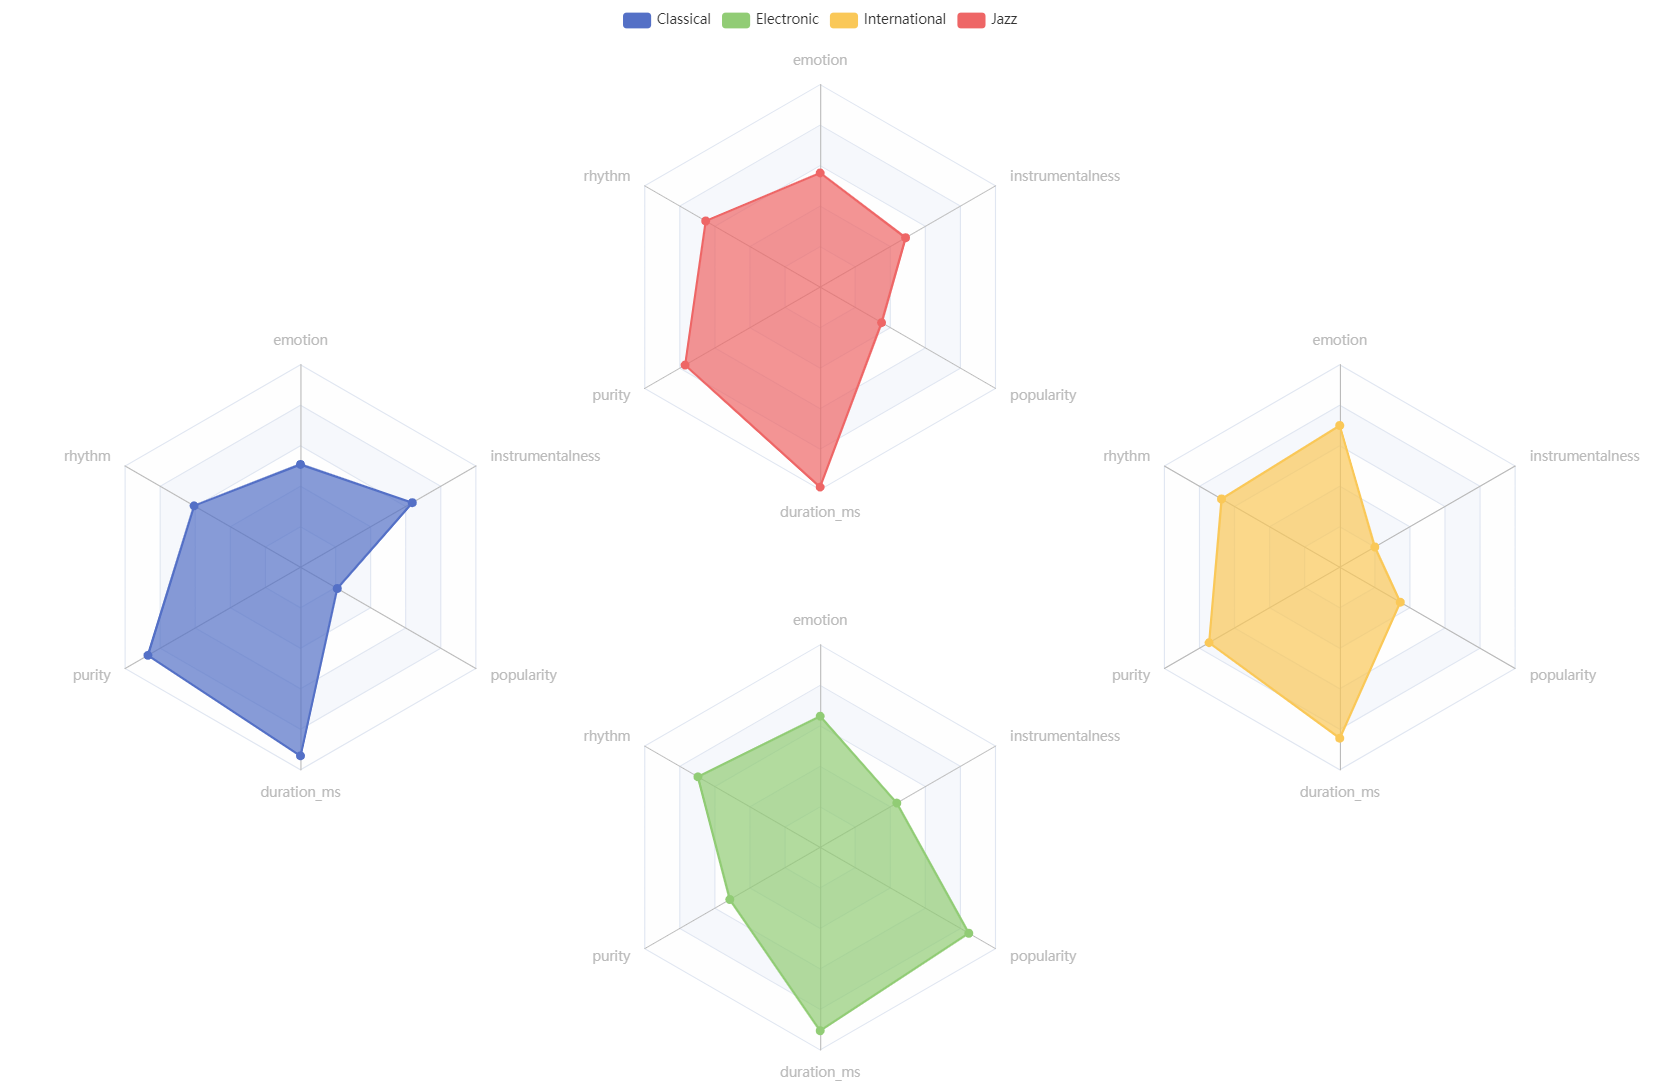 Classical Electronic International Jazz
emotion
rhythm
instrumentalness
purity
popularity
duration_ms
emotion
rhythm
instrumentalness
purity
popularity
duration_ms
emotion
rhythm
instrumentalness
purity
popularity
duration_ms
emotion
rhythm
instrumentalness
purity
popularity
duration_ms